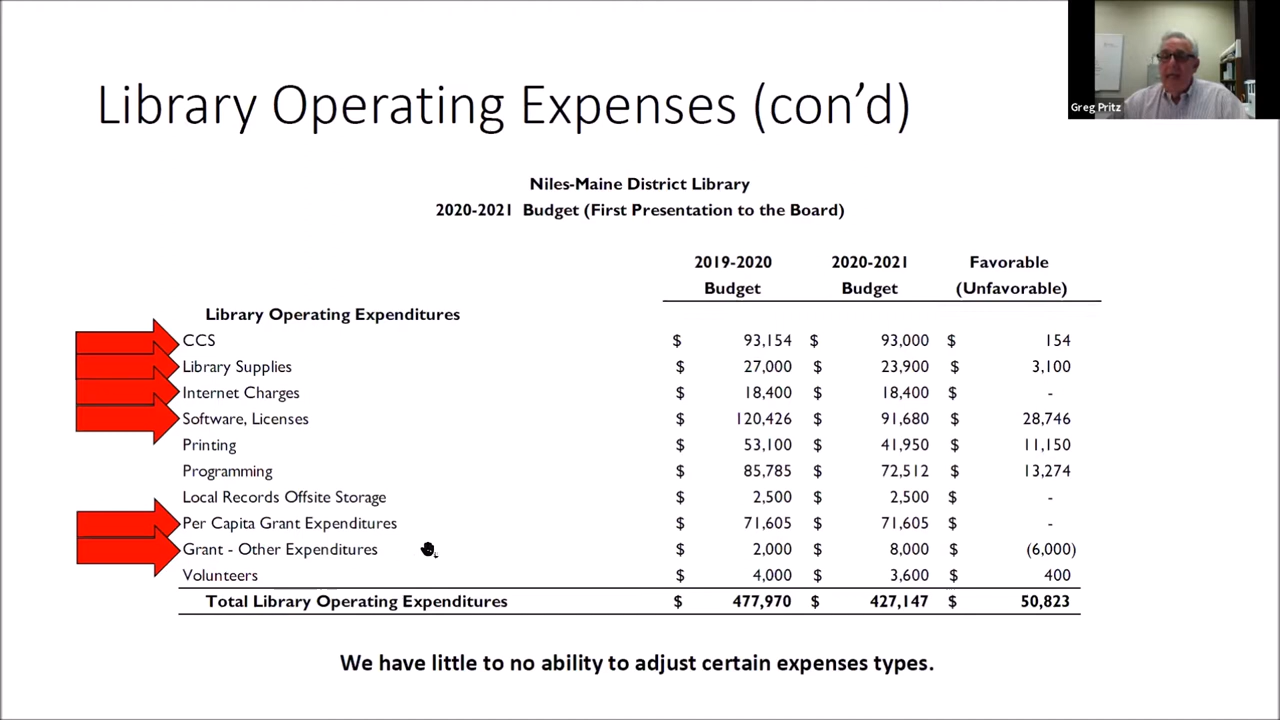 Library Operating Expenses (con’d)
Greg Pritz
Niles-Maine District Library
2020-2021 Budget (First Presentation to the Board)
2019-2020 2020-2021 Favorable
Budget Budget (Unfavorable)
Library Operating Expenditures
CCS $ 93,154 $ 93,000 $ 154
Library Supplies $ 27,000 $ 23,900 $ 3,100
Internet Charges $ 18,400 $ 18,400 $ -
Software, Licenses $ 120,426 $ 91,680 $ 28,746
Printing $ 53,100 $ 41,950 $ 11,150
Programming $ 85,785 $ 72,512 $ 13,274
Local Records Offsite Storage $ 2,500 $ 2,500 $ -
Per Capita Grant Expenditures $ 71,605 $ 71,605 $ -
Grant - Other Expenditures $ 2,000 $ 8,000 $ (6,000)
Volunteers $ 4,000 $ 3,600 $ 400
Total Library Operating Expenditures $ 477,970 $ 427,147 $ 50,823
We have little to no ability to adjust certain expenses types.